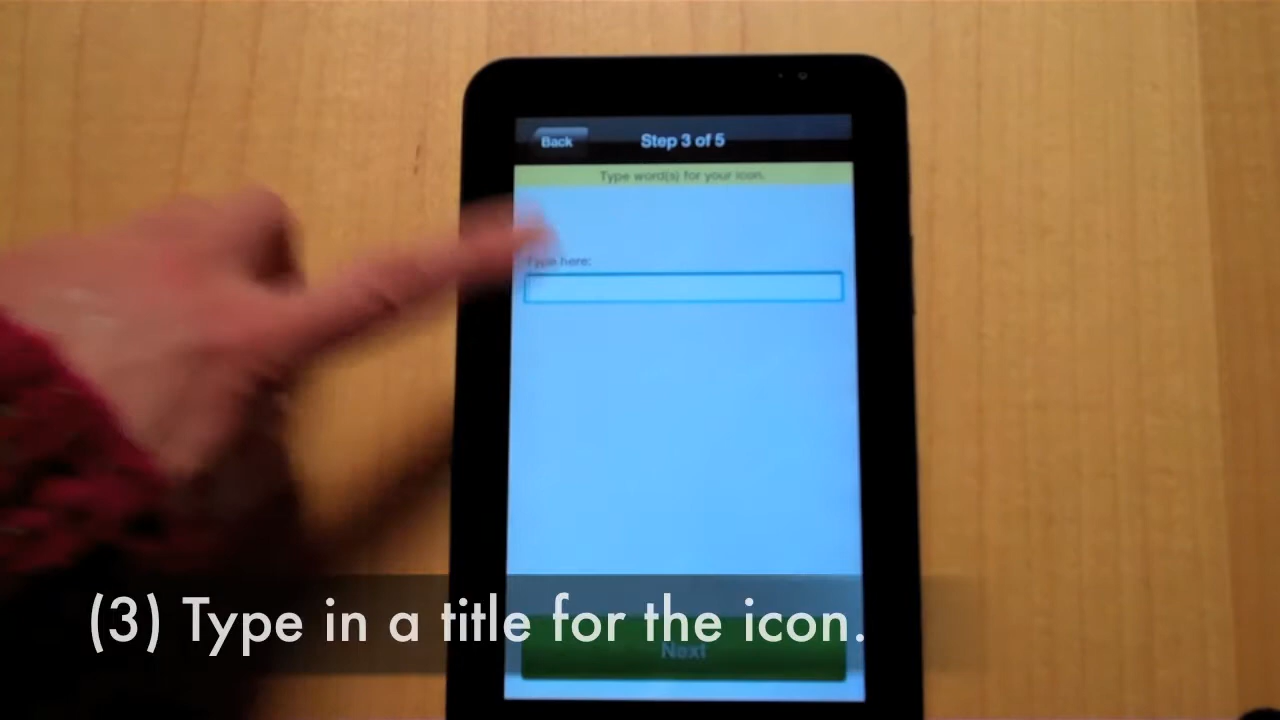 Back
Step 3 of 5
Type word(s) for your icon.
Type here:
(3) Type in a title for the icon.
Next